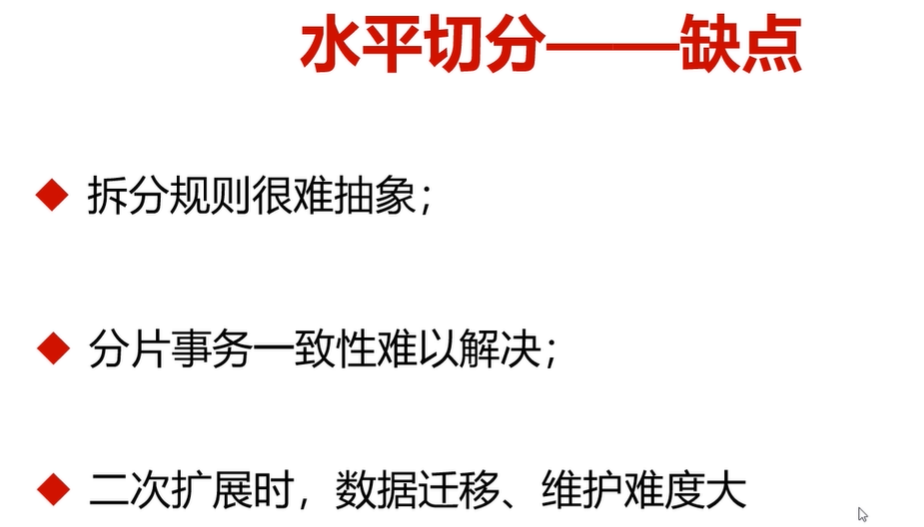 水平切分——缺点
拆分规则很难抽象;
分片事务一致性难以解决;
二次扩展时，数据迁移、维护难度大